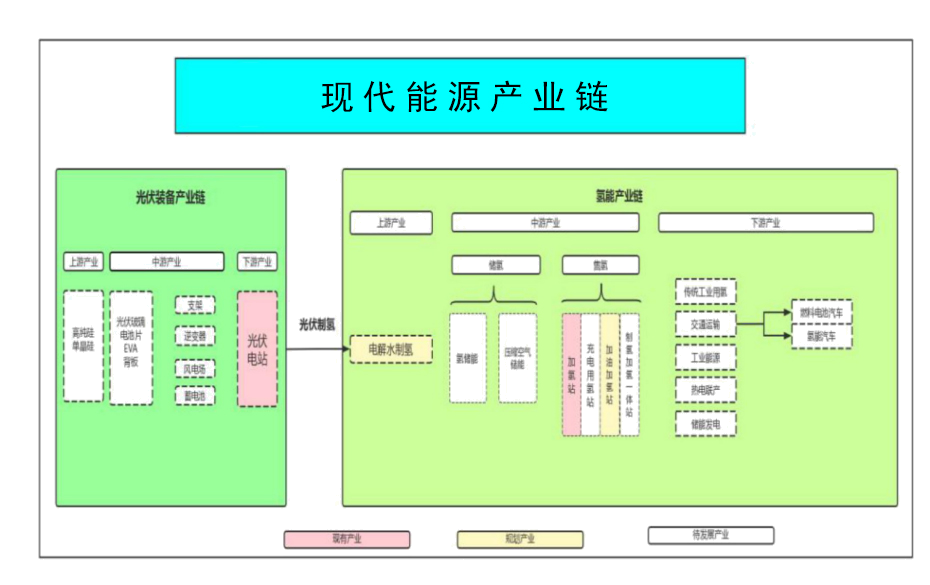 现代能源产业链
光伏装备产业链
氢能产业链
上游产业
中游产业
下游产业
上游产业
中游产业
下游产业
储氢
售氢
高纯硅
单晶硅
光伏玻璃
电池片
EVA
背板
支架
逆变器
风电场
蓄电池
光伏
电站
光伏制氢
电解水制氢
氢储能
压缩空气
储能
加氢站
充电用氢站
加油加氢站
制氢加氢一体站
传统工业用氢
交通运输
工业能源
热电联产
储能发电
燃料电池汽车
氢能汽车
现有产业
规划产业
待发展产业